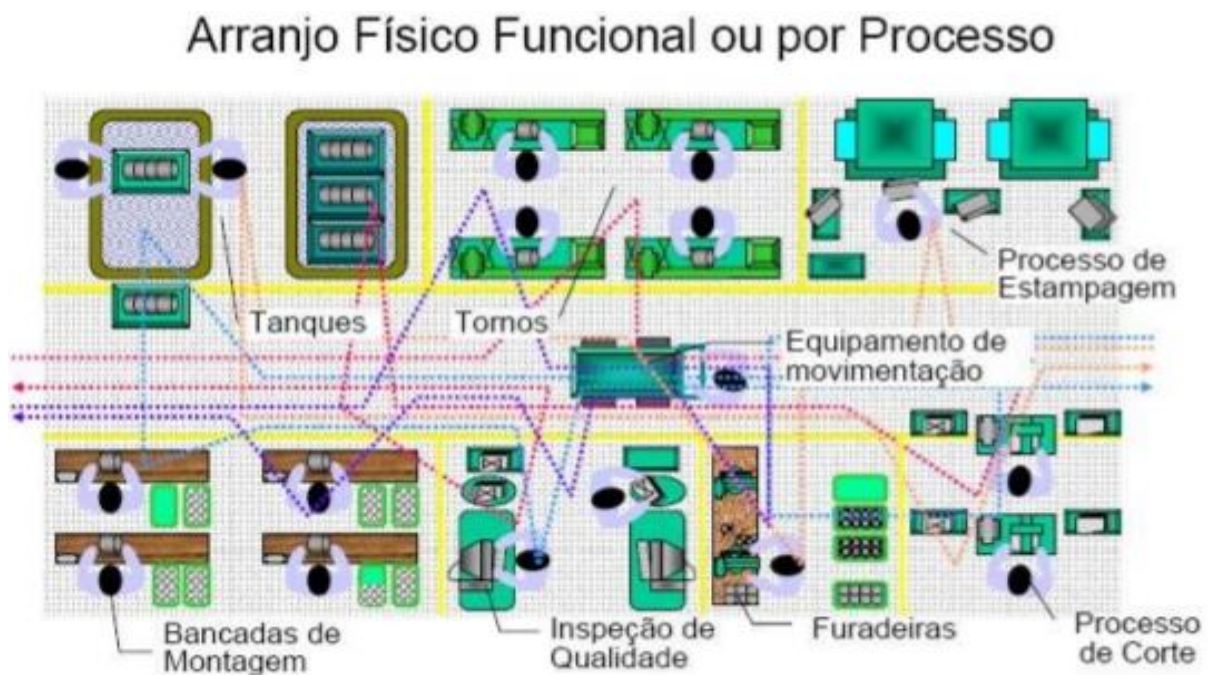 Arranjo Físico Funcional ou por Processo
Tanques
Tornos
Processo de
Estampagem
Equipamento de
movimentação
Bancadas de
Montagem
Inspeção de
Qualidade
Furadeiras
Processo
de Corte